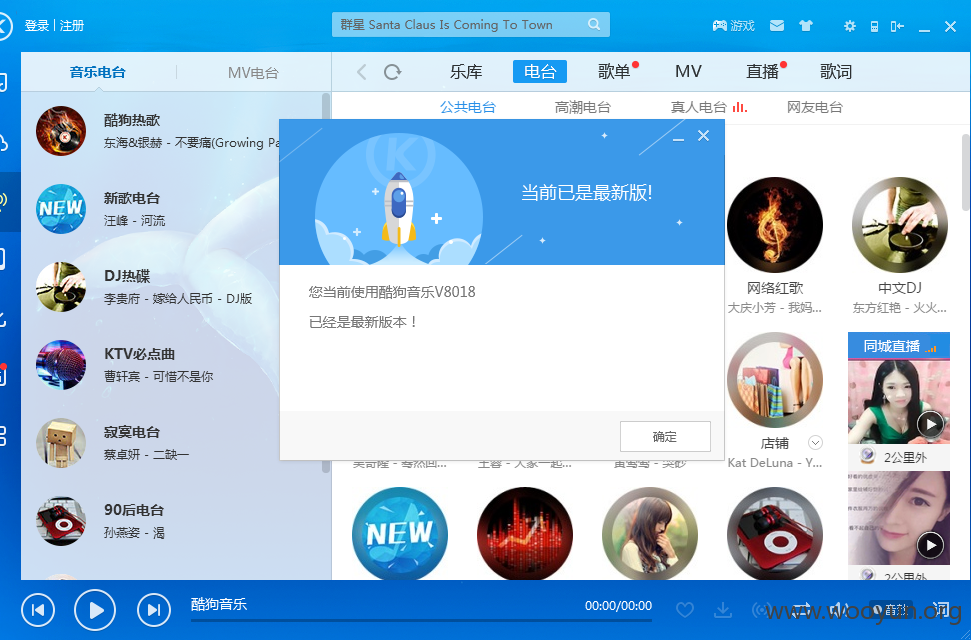 登录 | 注册
群星 Santa Claus Is Coming To Town
游戏
音乐电台
MV电台
乐库
电台
歌单
MV
直播
歌词
公共电台
高潮电台
真人电台
网友电台
酷狗热歌
东海&银赫 - 不要痛(Growing Pa
新歌电台
汪峰 - 河流
DJ热碟
李贵府 - 嫁给人民币 - DJ版
KTV必点曲
曹轩宾 - 可惜不是你
寂寞电台
蔡卓妍 - 二缺一
90后电台
孙燕姿 - 渴
NEW
K
当前已是最新版!
您当前使用酷狗音乐V8018
已经是最新版本！
确定
网络红歌
大庆小芳 - 我妈...
中文DJ
东方红艳 - 火火...
店铺
Kat DeLuna - Y...
同城直播
2公里外
2公里外
NEW
酷狗音乐
00:00/00:00
词
www.wooyun.org